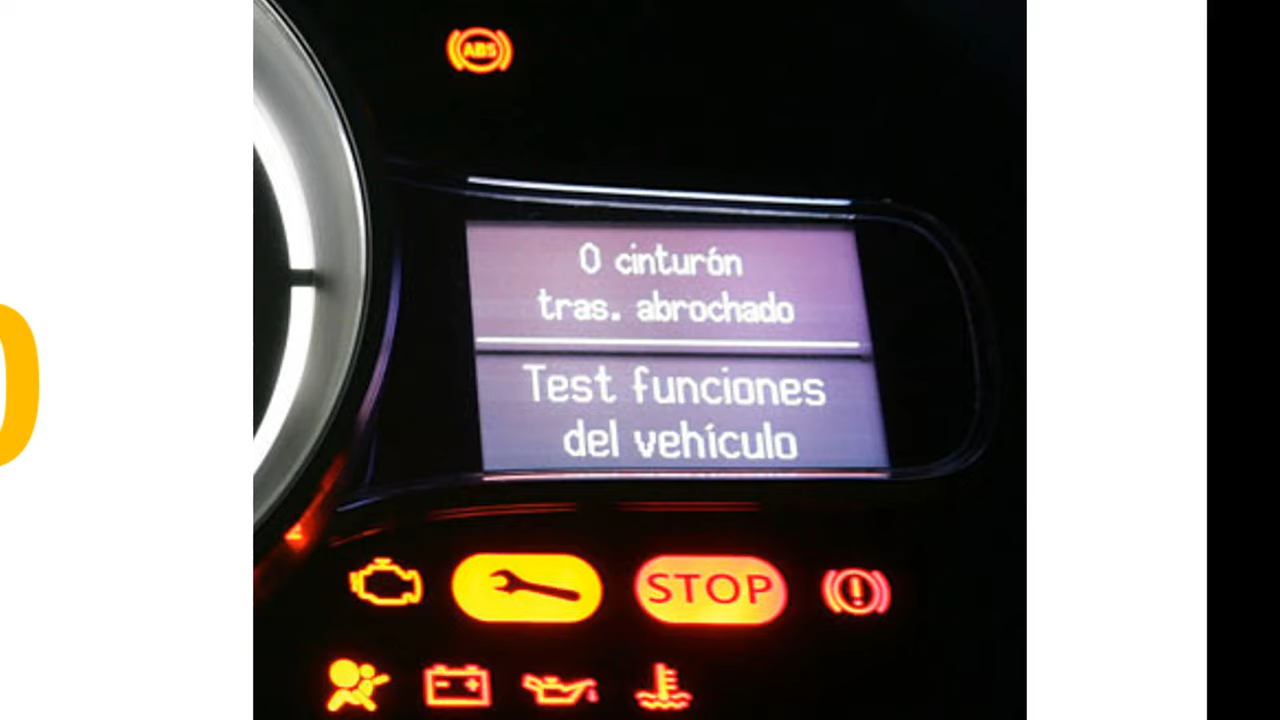 ABS
0 cinturón
tras. abrochado
Test funciones
del vehículo
STOP